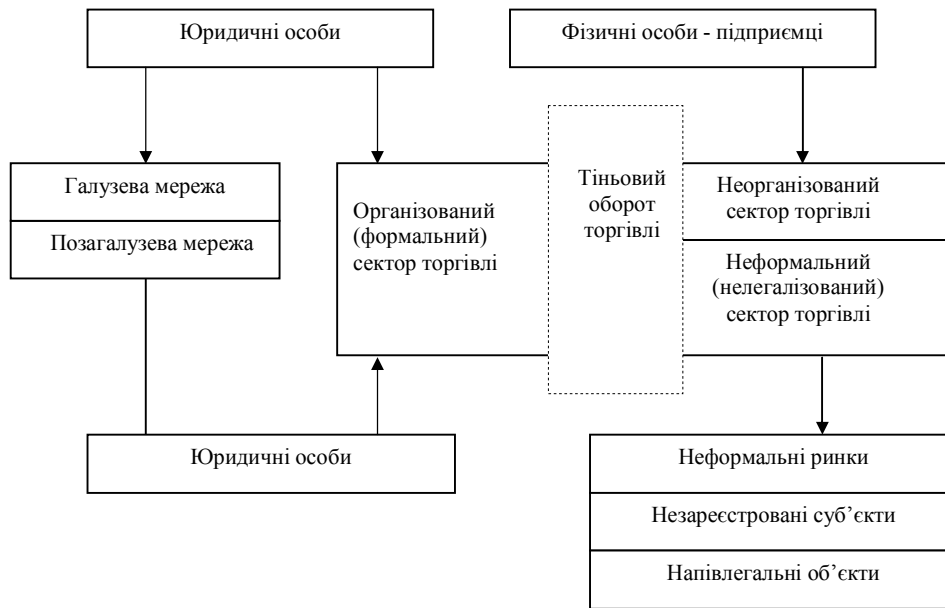 Юридичні особи
Фізичні особи - підприємці
Галузева мережа
Позагалузева мережа
Організований
(формальний)
сектор торгівлі
Тіньовий
оборот
торгівлі
Неорганізований
сектор торгівлі
Неформальний
(нелегалізований)
сектор торгівлі
Юридичні особи
Неформальні ринки
Незареєстровані суб’єкти
Напівлегальні об’єкти